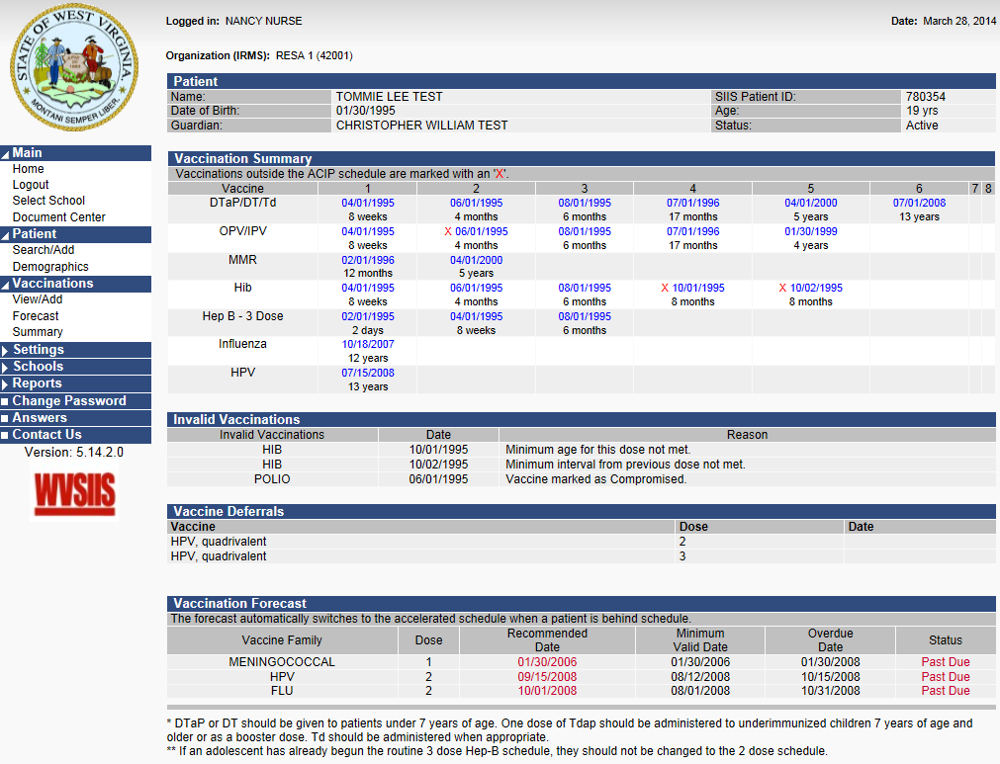 STATE OF WEST VIRGINIA
MONTANI SEMPER LIBERI
Logged in: NANCY NURSE
Date: March 28, 2014
Organization (IRMS): RESA 1 (42001)
Main
Home
Logout
Select School
Document Center
Patient
Search/Add
Demographics
Vaccinations
View/Add
Forecast
Summary
Settings
Schools
Reports
Change Password
Answers
Contact Us
Version: 5.14.2.0
WVSIIS
Patient
Name: TOMMIE LEE TEST SIIS Patient ID: 780354
Date of Birth: 01/30/1995 Age: 19 yrs
Guardian: CHRISTOPHER WILLIAM TEST Status: Active
Vaccination Summary
Vaccinations outside the ACIP schedule are marked with an 'X'.
Vaccine 1 2 3 4 5 6 7 8
DTaP/DT/Td 04/01/1995 06/01/1995 08/01/1995 07/01/1996 04/01/2000 07/01/2008
8 weeks 4 months 6 months 17 months 5 years 13 years
OPV/IPV 04/01/1995 X 06/01/1995 08/01/1995 07/01/1996 01/30/1999
8 weeks 4 months 6 months 17 months 4 years
MMR 02/01/1996 04/01/2000
12 months 5 years
Hib 04/01/1995 06/01/1995 08/01/1995 X 10/01/1995 X 10/02/1995
8 weeks 4 months 6 months 8 months 8 months
Hep B - 3 Dose 02/01/1995 04/01/1995 08/01/1995
2 days 8 weeks 6 months
Influenza 10/18/2007
12 years
HPV 07/15/2008
13 years
Invalid Vaccinations
Invalid Vaccinations Date Reason
HIB 10/01/1995 Minimum age for this dose not met.
HIB 10/02/1995 Minimum interval from previous dose not met.
POLIO 06/01/1995 Vaccine marked as Compromised.
Vaccine Deferrals
Vaccine Dose Date
HPV, quadrivalent 2
HPV, quadrivalent 3
Vaccination Forecast
The forecast automatically switches to the accelerated schedule when a patient is behind schedule.
Vaccine Family Dose Recommended Date Minimum Valid Date Overdue Date Status
MENINGOCOCCAL 1 01/30/2006 01/30/2006 01/30/2008 Past Due
HPV 2 09/15/2008 08/12/2008 10/15/2008 Past Due
FLU 2 10/01/2008 08/01/2008 10/31/2008 Past Due
* DTaP or DT should be given to patients under 7 years of age. One dose of Tdap should be administered to underimmunized children 7 years of age and
older or as a booster dose. Td should be administered when appropriate.
** If an adolescent has already begun the routine 3 dose Hep-B schedule, they should not be changed to the 2 dose schedule.